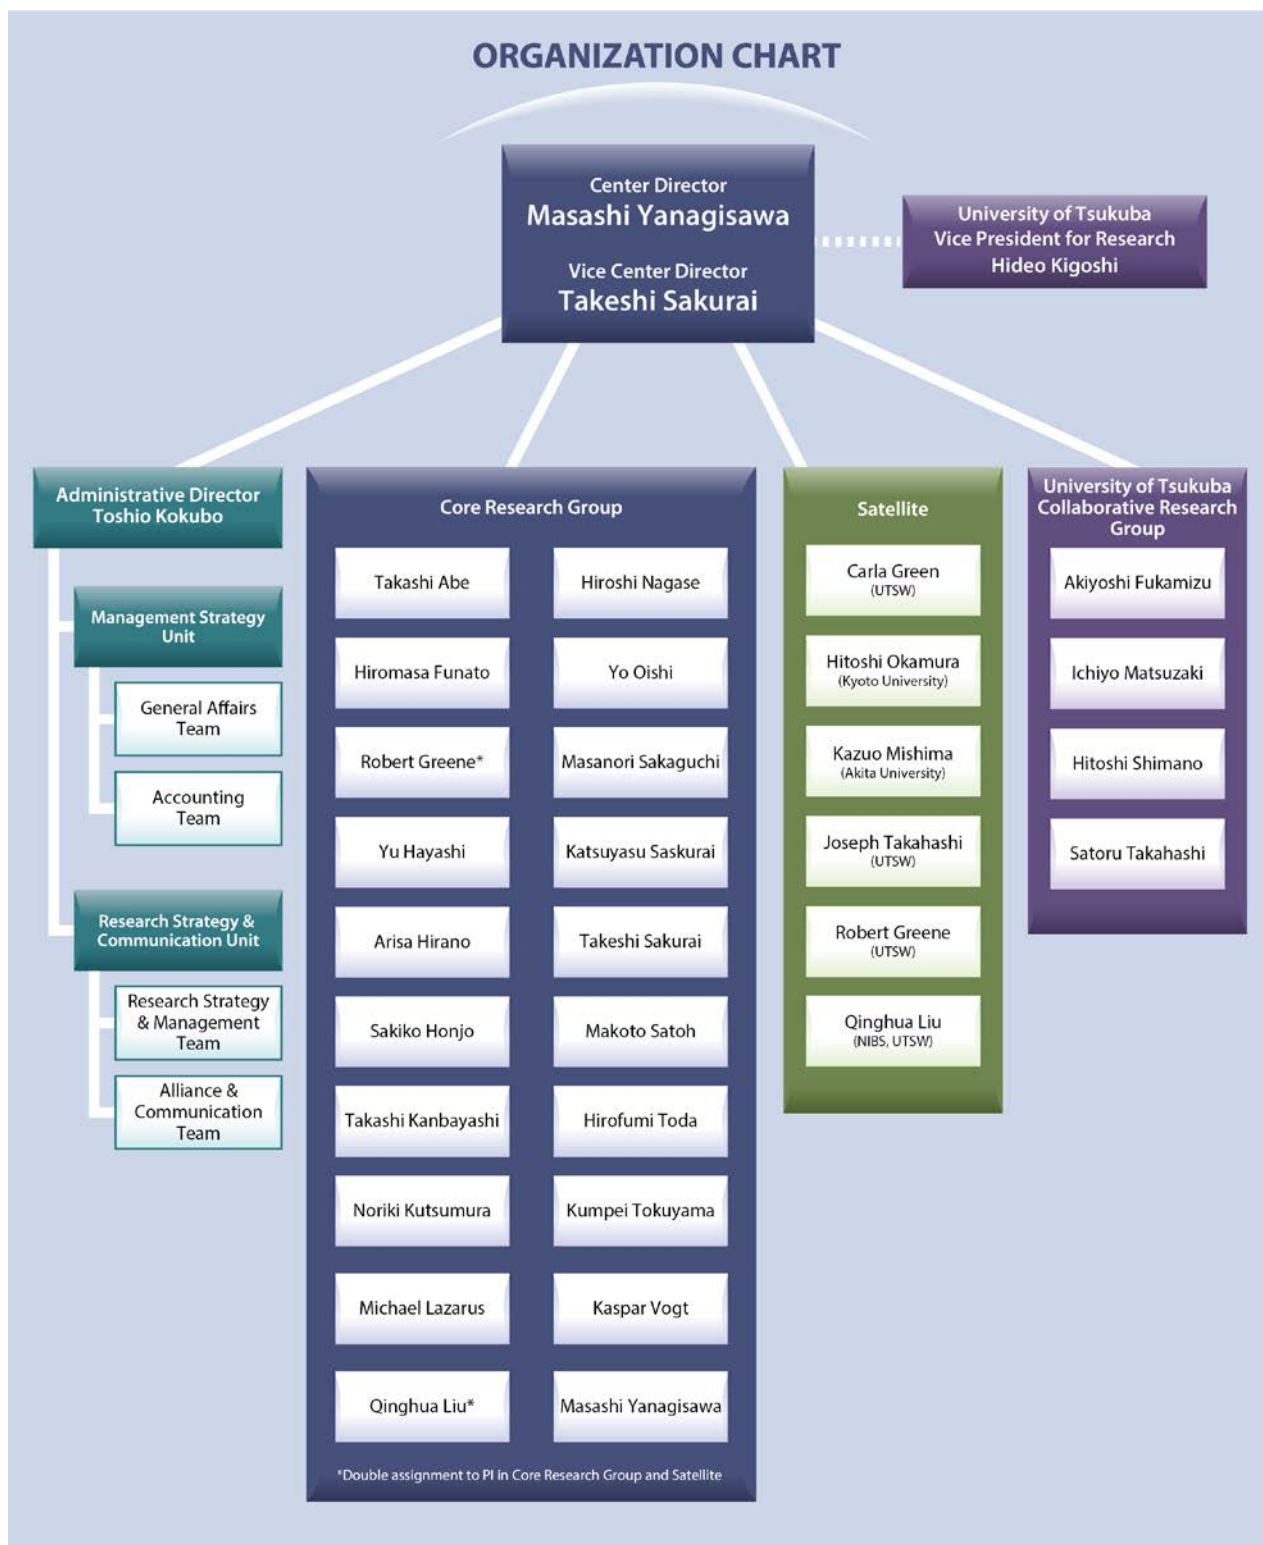 ORGANIZATION CHART
Center Director
Masashi Yanagisawa
Vice Center Director
Takeshi Sakurai
University of Tsukuba
Vice President for Research
Hideo Kigoshi
Administrative Director
Toshio Kokubo
Management Strategy
Unit
General Affairs
Team
Accounting
Team
Research Strategy &
Communication Unit
Research Strategy
& Management
Team
Alliance &
Communication
Team
Core Research Group
Takashi Abe
Hiroshi Nagase
Hiromasa Funato
Yo Oishi
Robert Greene*
Masanori Sakaguchi
Yu Hayashi
Katsuyasu Saskurai
Arisa Hirano
Takeshi Sakurai
Sakiko Honjo
Makoto Satoh
Takashi Kanbayashi
Hirofumi Toda
Noriki Kutsumura
Kumpei Tokuyama
Michael Lazarus
Kaspar Vogt
Qinghua Liu*
Masashi Yanagisawa
*Double assignment to PI in Core Research Group and Satellite
Satellite
Carla Green
(UTSW)
Hitoshi Okamura
(Kyoto University)
Kazuo Mishima
(Akita University)
Joseph Takahashi
(UTSW)
Robert Greene
(UTSW)
Qinghua Liu
(NIBS, UTSW)
University of Tsukuba
Collaborative Research
Group
Akiyoshi Fukamizu
Ichiyo Matsuzaki
Hitoshi Shimano
Satoru Takahashi